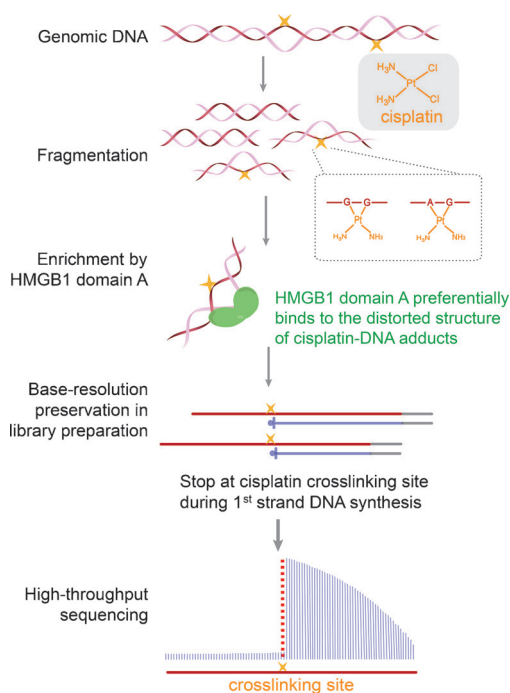 Genomic DNA
H₃N
Cl
Pt
H₃N
Cl
cisplatin
Fragmentation
G G
Pt
H₃N
NH₃
A G
Pt
H₃N
NH₃
Enrichment by
HMGB1 domain A
HMGB1 domain A preferentially
binds to the distorted structure
of cisplatin-DNA adducts
Base-resolution
preservation in
library preparation
Stop at cisplatin crosslinking site
during 1st strand DNA synthesis
High-throughput
sequencing
crosslinking site